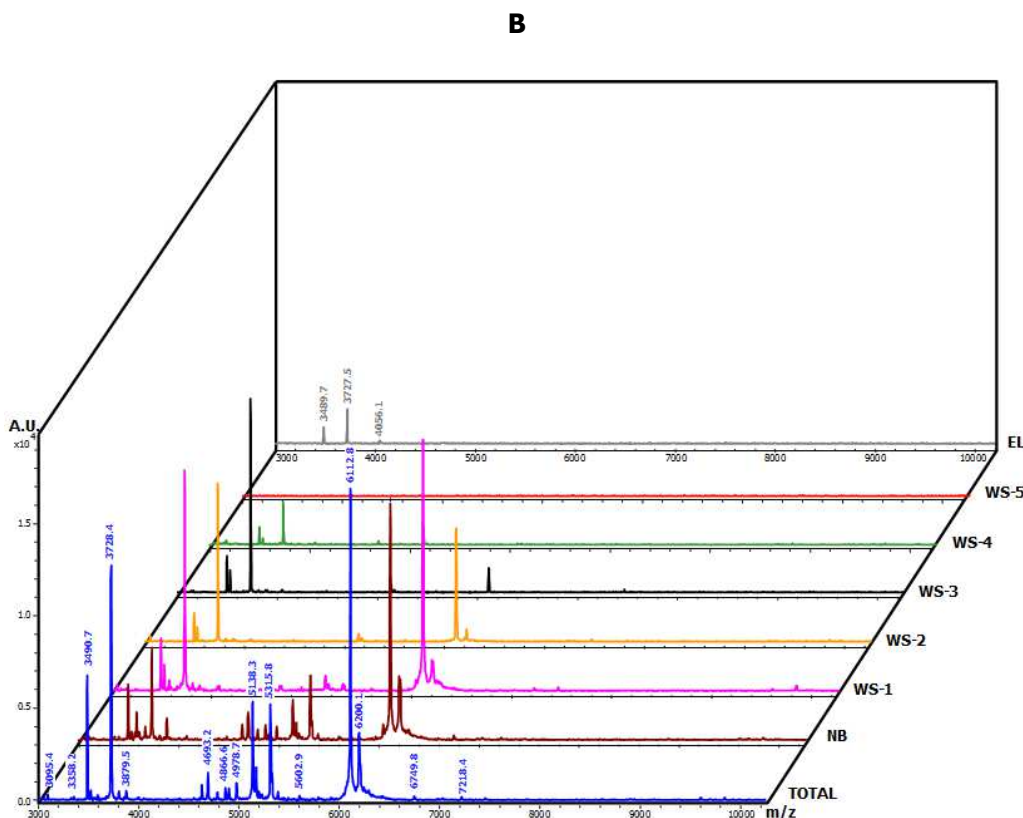 B
3489.7
3727.5
4056.1
EL
3000 4000 5000 6000 7000 8000 9000 10000
A.U.
x10 4
6112.8
WS-5
1.5
3728.4
WS-4
WS-3
1.0
3490.7
WS-2
5138.3
5315.8
WS-1
0.5
6200.1
4693.2
4866.6
4978.7
NB
3095.4
3358.2
3879.5
5602.9
6749.8
7218.4
0.0
TOTAL
3000 4000 5000 6000 7000 8000 9000 10000
m/z